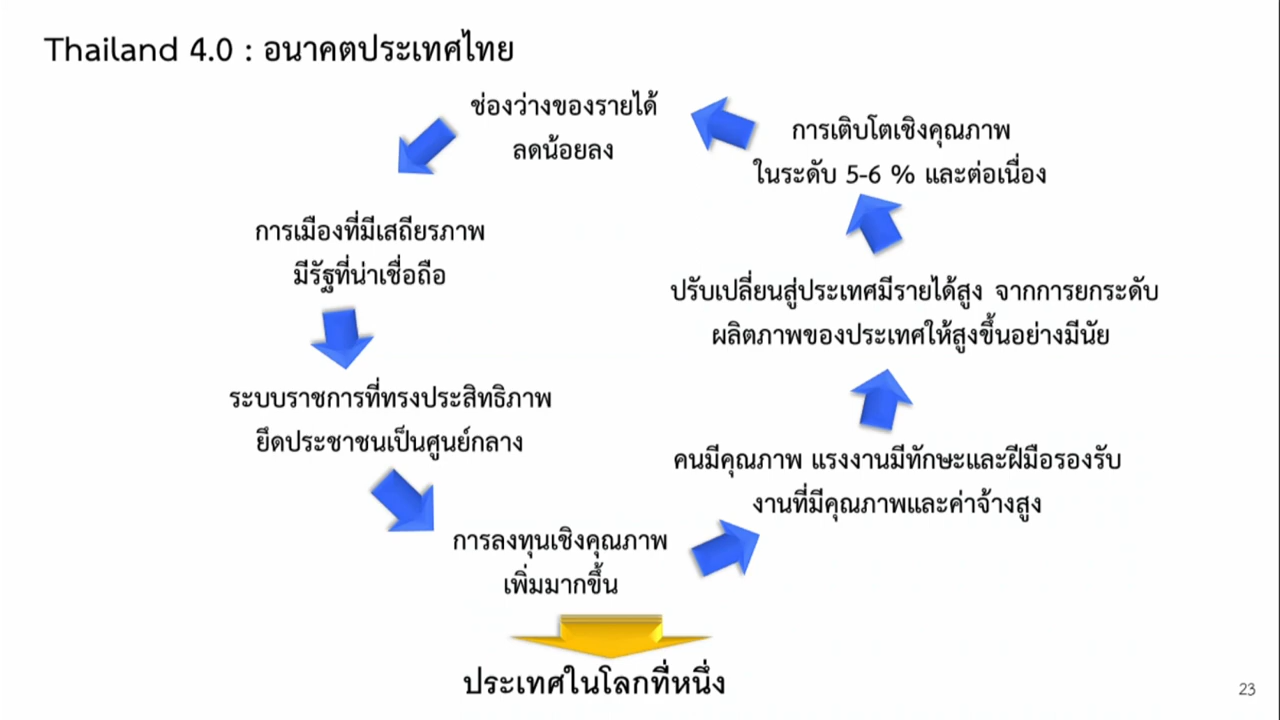 Thailand 4.0 : อนาคตประเทศไทย
ช่องว่างของรายได้
ลดน้อยลง
การเติบโตเชิงคุณภาพ
ในระดับ 5-6 % และต่อเนื่อง
การเมืองที่มีเสถียรภาพ
มีรัฐที่น่าเชื่อถือ
ปรับเปลี่ยนสู่ประเทศมีรายได้สูง จากการยกระดับ
ผลิตภาพของประเทศให้สูงขึ้นอย่างมีนัย
ระบบราชการที่ทรงประสิทธิภาพ
ยึดประชาชนเป็นศูนย์กลาง
คนมีคุณภาพ แรงงานมีทักษะและฝีมือรองรับ
งานที่มีคุณภาพและค่าจ้างสูง
การลงทุนเชิงคุณภาพ
เพิ่มมากขึ้น
ประเทศในโลกที่หนึ่ง
23